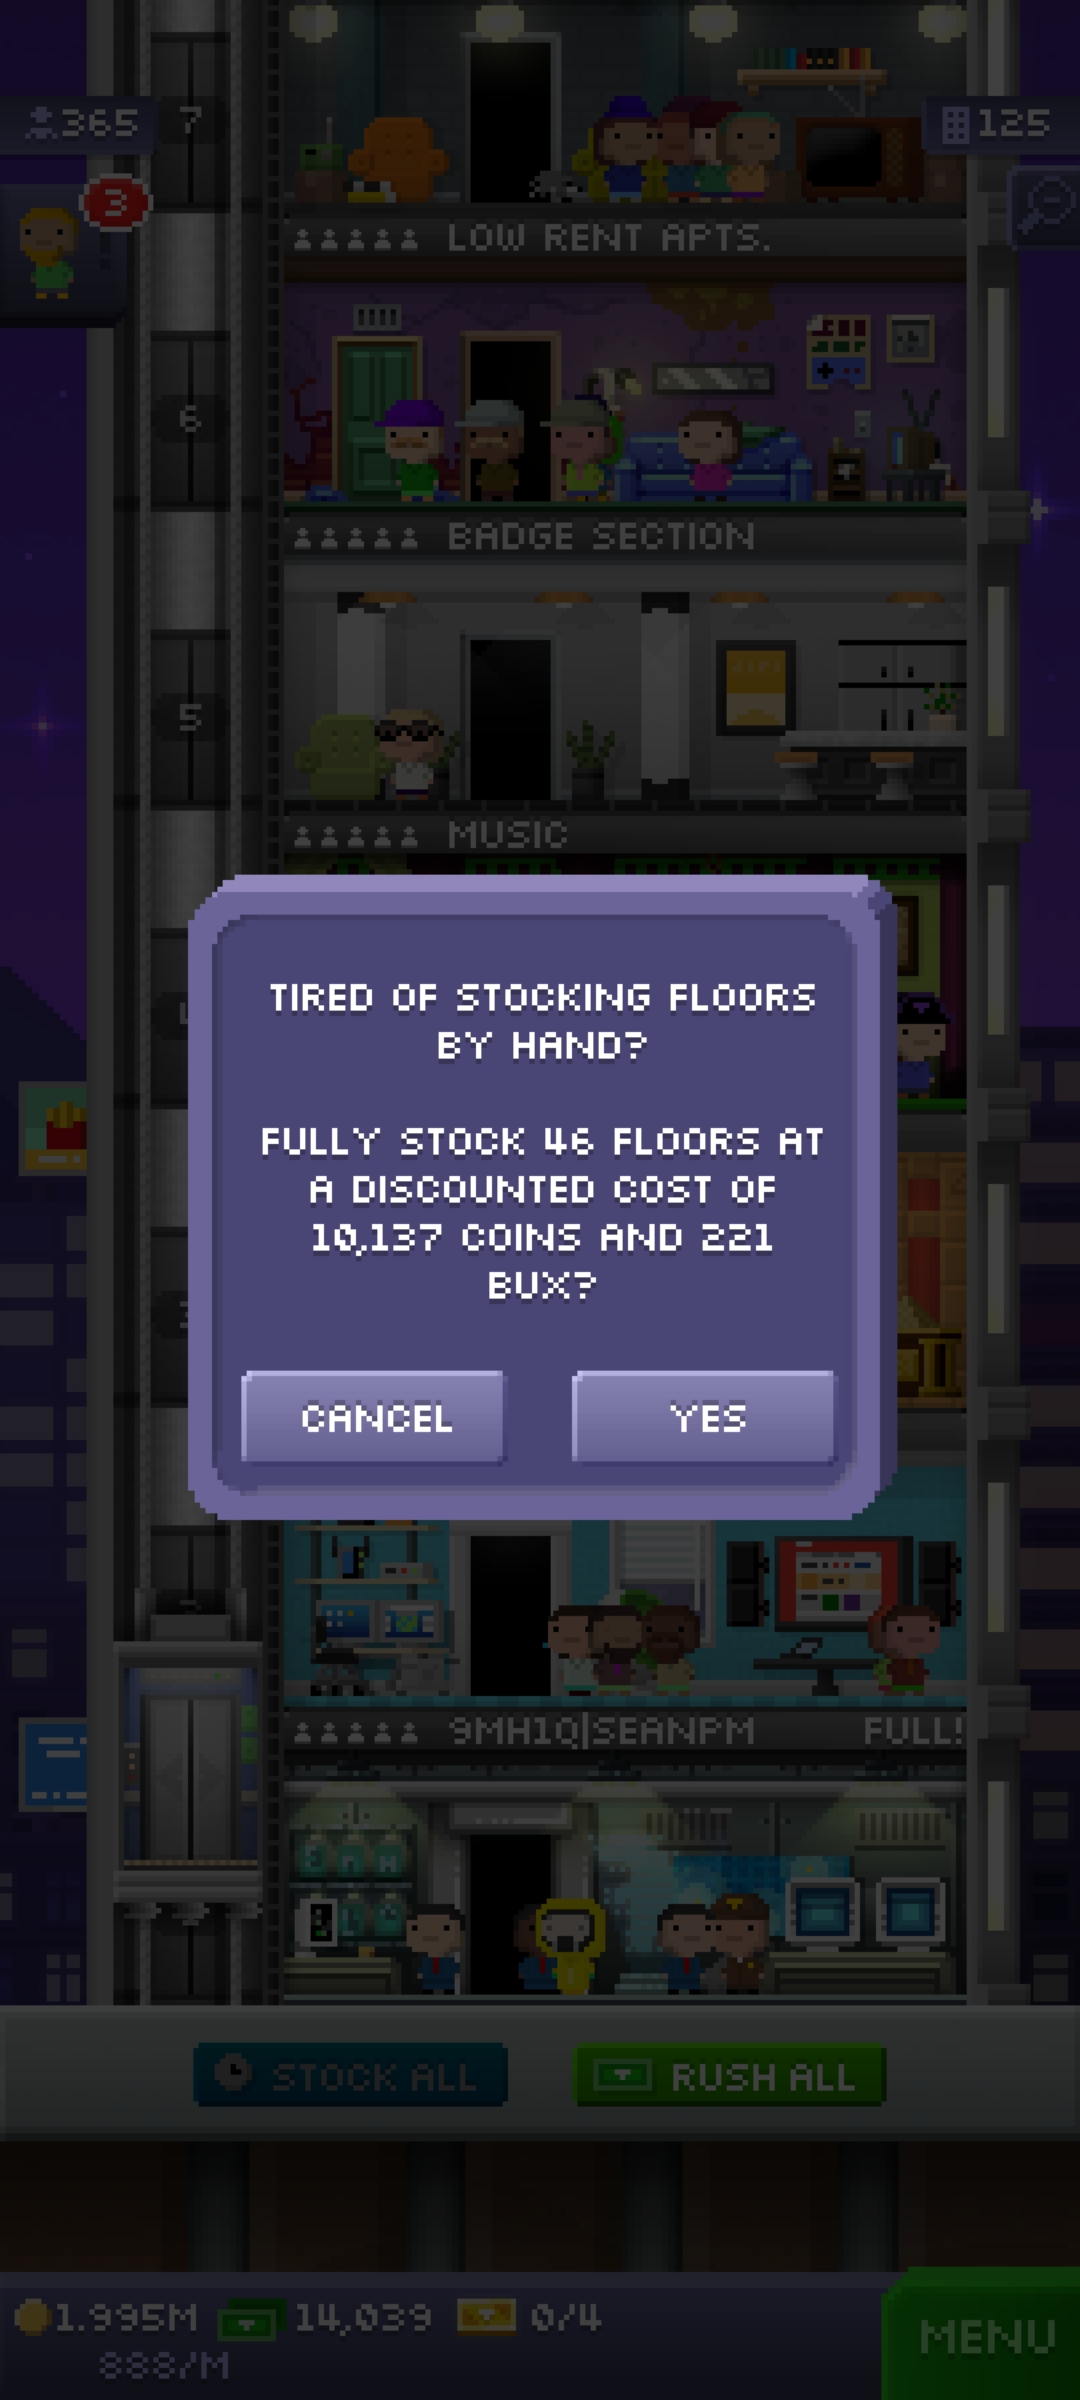 365
7
125
3
LOW RENT APTS.
6
BADGE SECTION
5
MUSIC
TIRED OF STOCKING FLOORS
BY HAND?
FULLY STOCK 46 FLOORS AT
A DISCOUNTED COST OF
10,137 COINS AND 221
BUX?
CANCEL
YES
9MH1Q|SEANPM
FULL!
STOCK ALL
RUSH ALL
1.995M
14,039
0/4
888/M
MENU